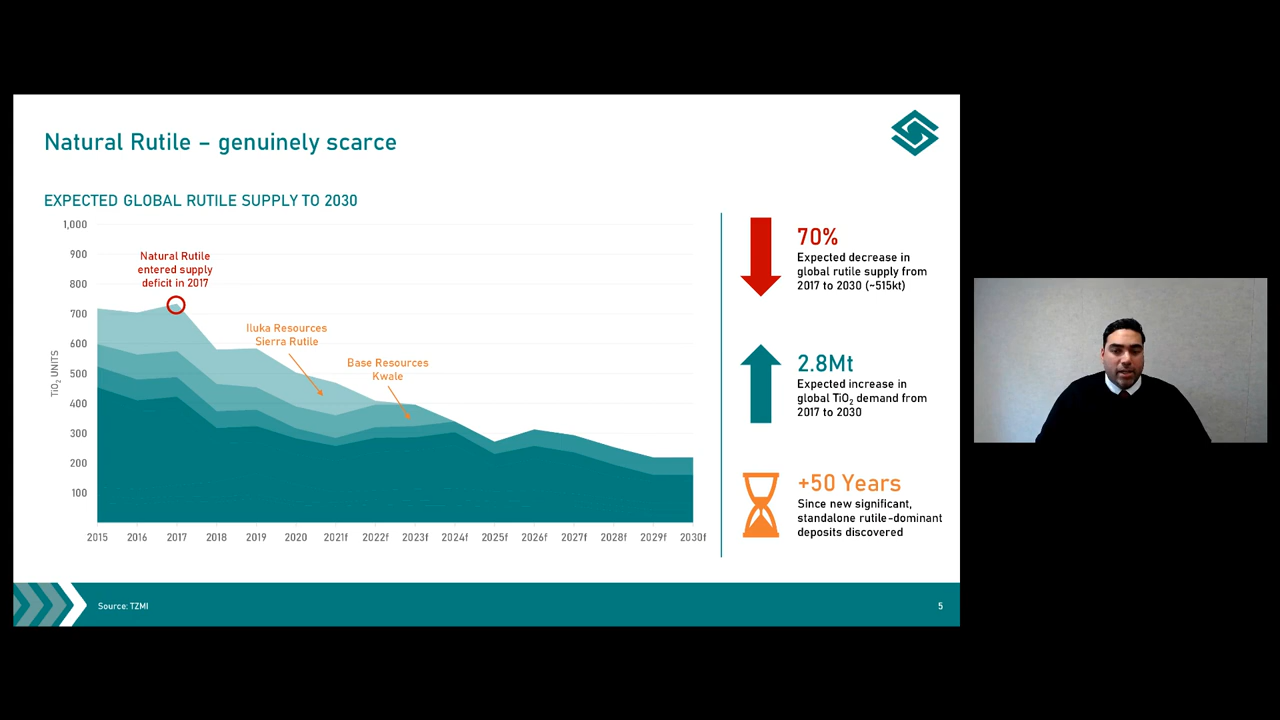 Natural Rutile – genuinely scarce
EXPECTED GLOBAL RUTILE SUPPLY TO 2030
1,000
900
800
700
600
500
400
300
200
100
TiO₂ UNITS
Natural Rutile
entered supply
deficit in 2017
Iluka Resources
Sierra Rutile
Base Resources
Kwale
2015 2016 2017 2018 2019 2020 2021f 2022f 2023f 2024f 2025f 2026f 2027f 2028f 2029f 2030f
70%
Expected decrease in
global rutile supply from
2017 to 2030 (~515kt)
2.8Mt
Expected increase in
global TiO₂ demand from
2017 to 2030
+50 Years
Since new significant,
standalone rutile-dominant
deposits discovered
Source: TZMI
5